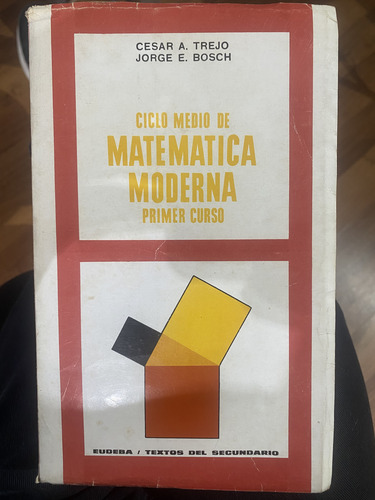 CESAR A. TREJO
JORGE E. BOSCH
CICLO MEDIO DE
MATEMATICA
MODERNA
PRIMER CURSO
EUDEBA / TEXTOS DEL SECUNDARIO